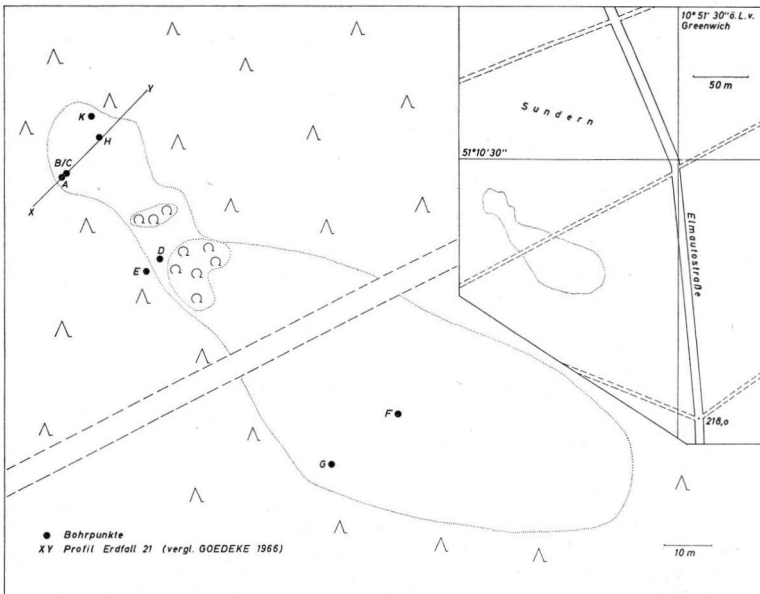 10° 51' 30" ö. L. v.
Greenwich
50 m
Sundern
51° 10' 30"
Elmautostraße
218,0
Y
K
H
B/C
A
X
D
E
F
G
● Bohrpunkte
XY Profil Erdfall 21 (vergl. GOEDEKE 1966)
10 m